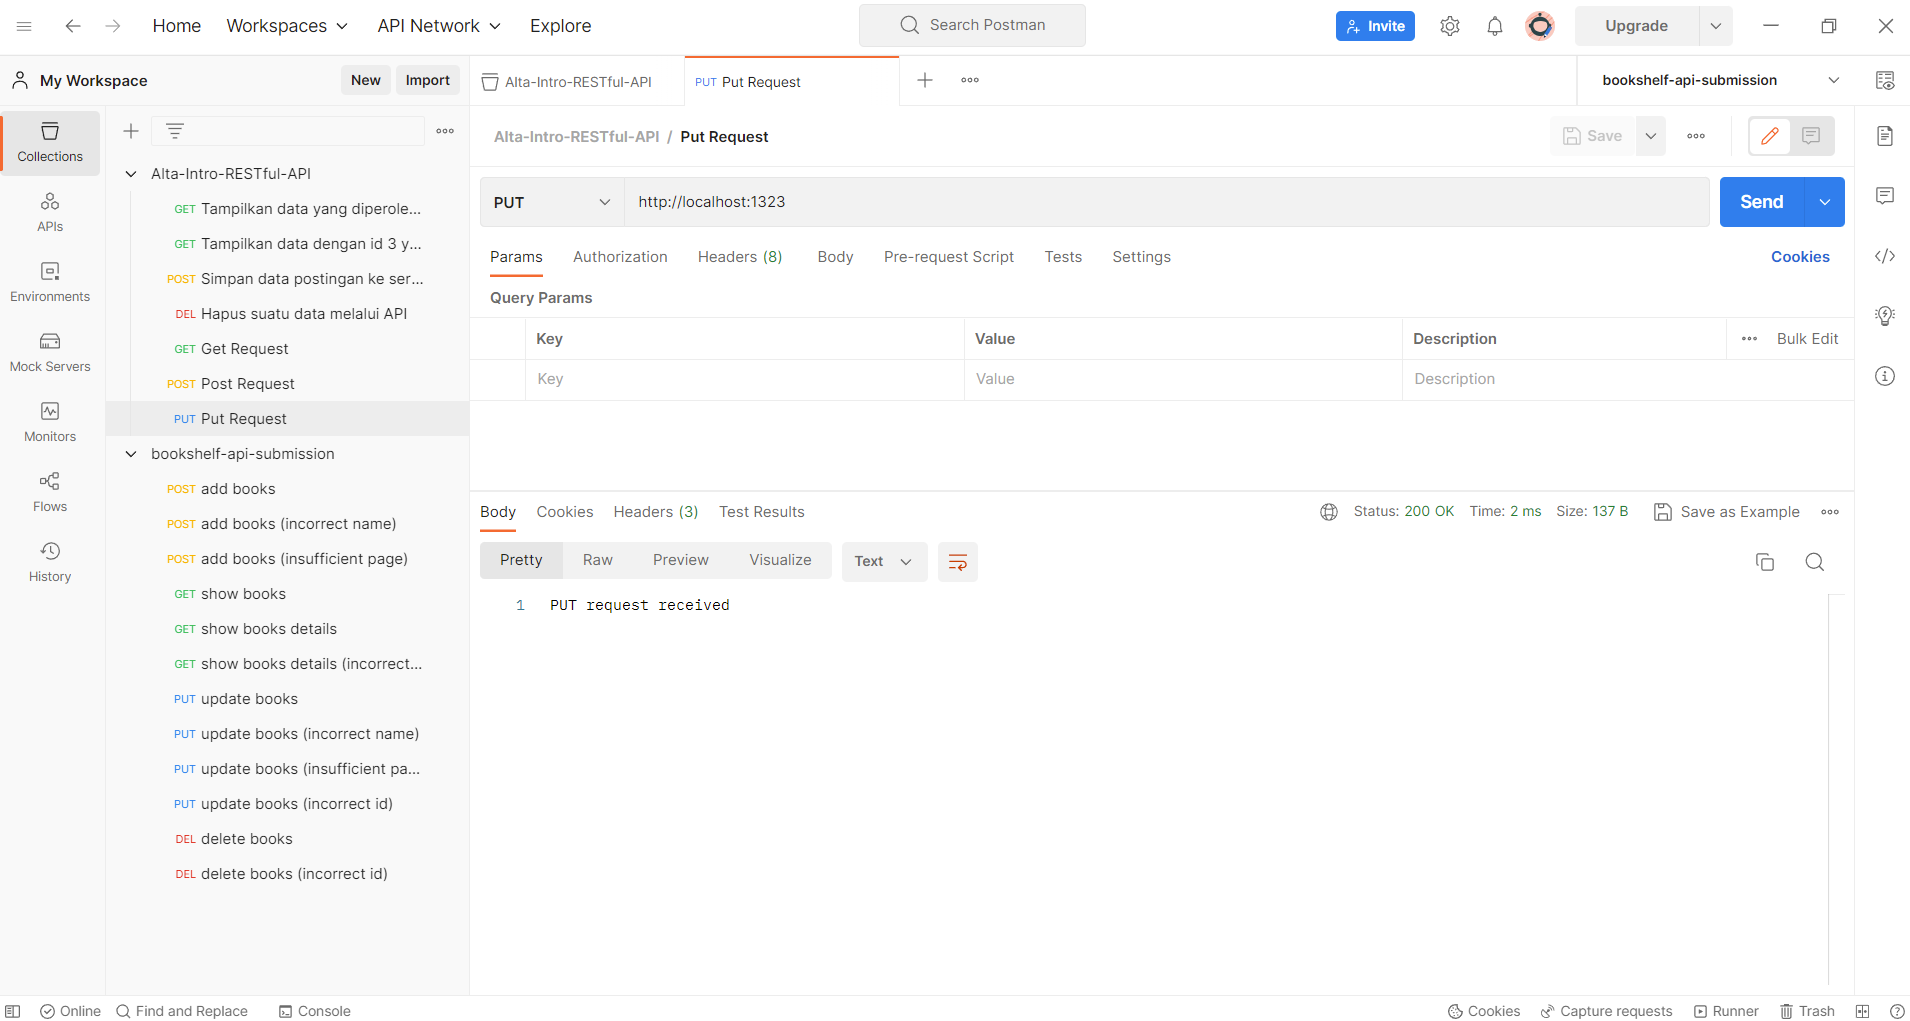 Home Workspaces API Network Explore Search Postman Invite Upgrade
My Workspace New Import
Alta-Intro-RESTful-API PUT Put Request bookshelf-api-submission
Collections
APIs
Environments
Mock Servers
Monitors
Flows
History
Alta-Intro-RESTful-API
GET Tampilkan data yang diperole...
GET Tampilkan data dengan id 3 y...
POST Simpan data postingan ke ser...
DEL Hapus suatu data melalui API
GET Get Request
POST Post Request
PUT Put Request
bookshelf-api-submission
POST add books
POST add books (incorrect name)
POST add books (insufficient page)
GET show books
GET show books details
GET show books details (incorrect...
PUT update books
PUT update books (incorrect name)
PUT update books (insufficient pa...
PUT update books (incorrect id)
DEL delete books
DEL delete books (incorrect id)
Alta-Intro-RESTful-API / Put Request Save
PUT http://localhost:1323 Send
Params Authorization Headers (8) Body Pre-request Script Tests Settings Cookies
Query Params
Key Value Description Bulk Edit
Key Value Description
Body Cookies Headers (3) Test Results Status: 200 OK Time: 2 ms Size: 137 B Save as Example
Pretty Raw Preview Visualize Text
1 PUT request received
Online Find and Replace Console Cookies Capture requests Runner Trash